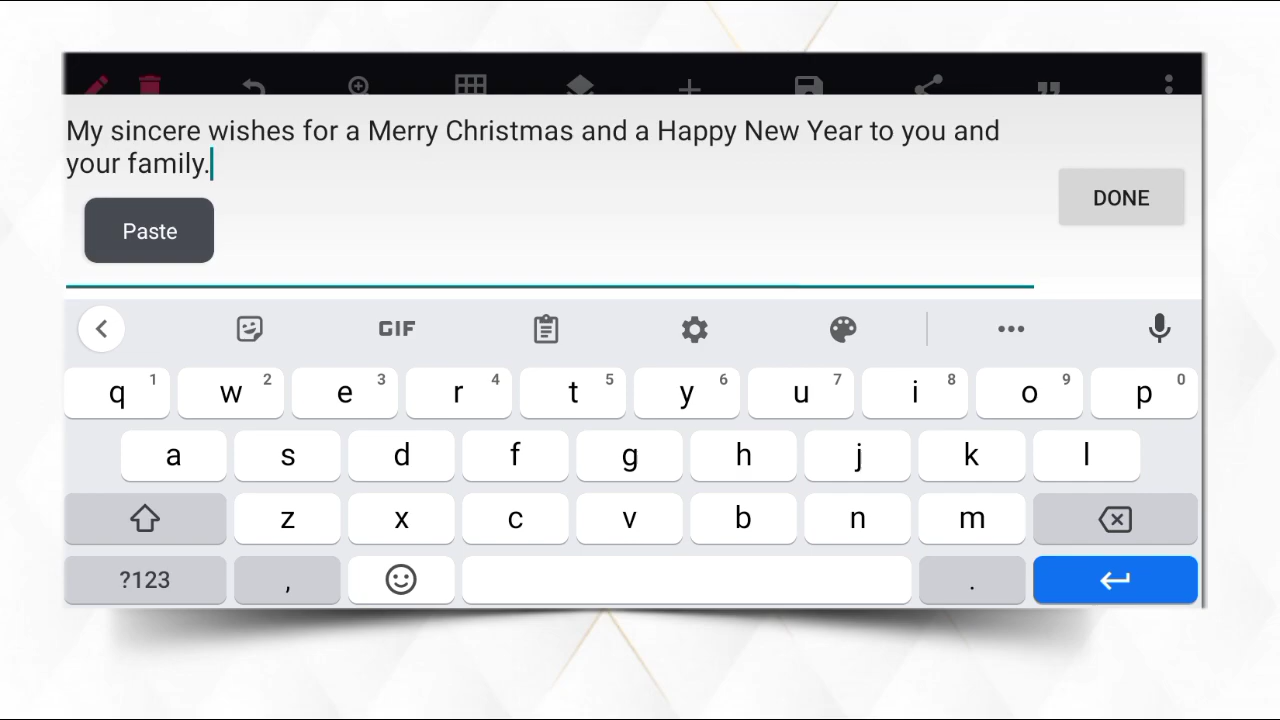 My sincere wishes for a Merry Christmas and a Happy New Year to you and
your family.
DONE
Paste
GIF
q 1 w 2 e 3 r 4 t 5 y 6 u 7 i 8 o 9 p 0
a s d f g h j k l
z x c v b n m
?123 , .